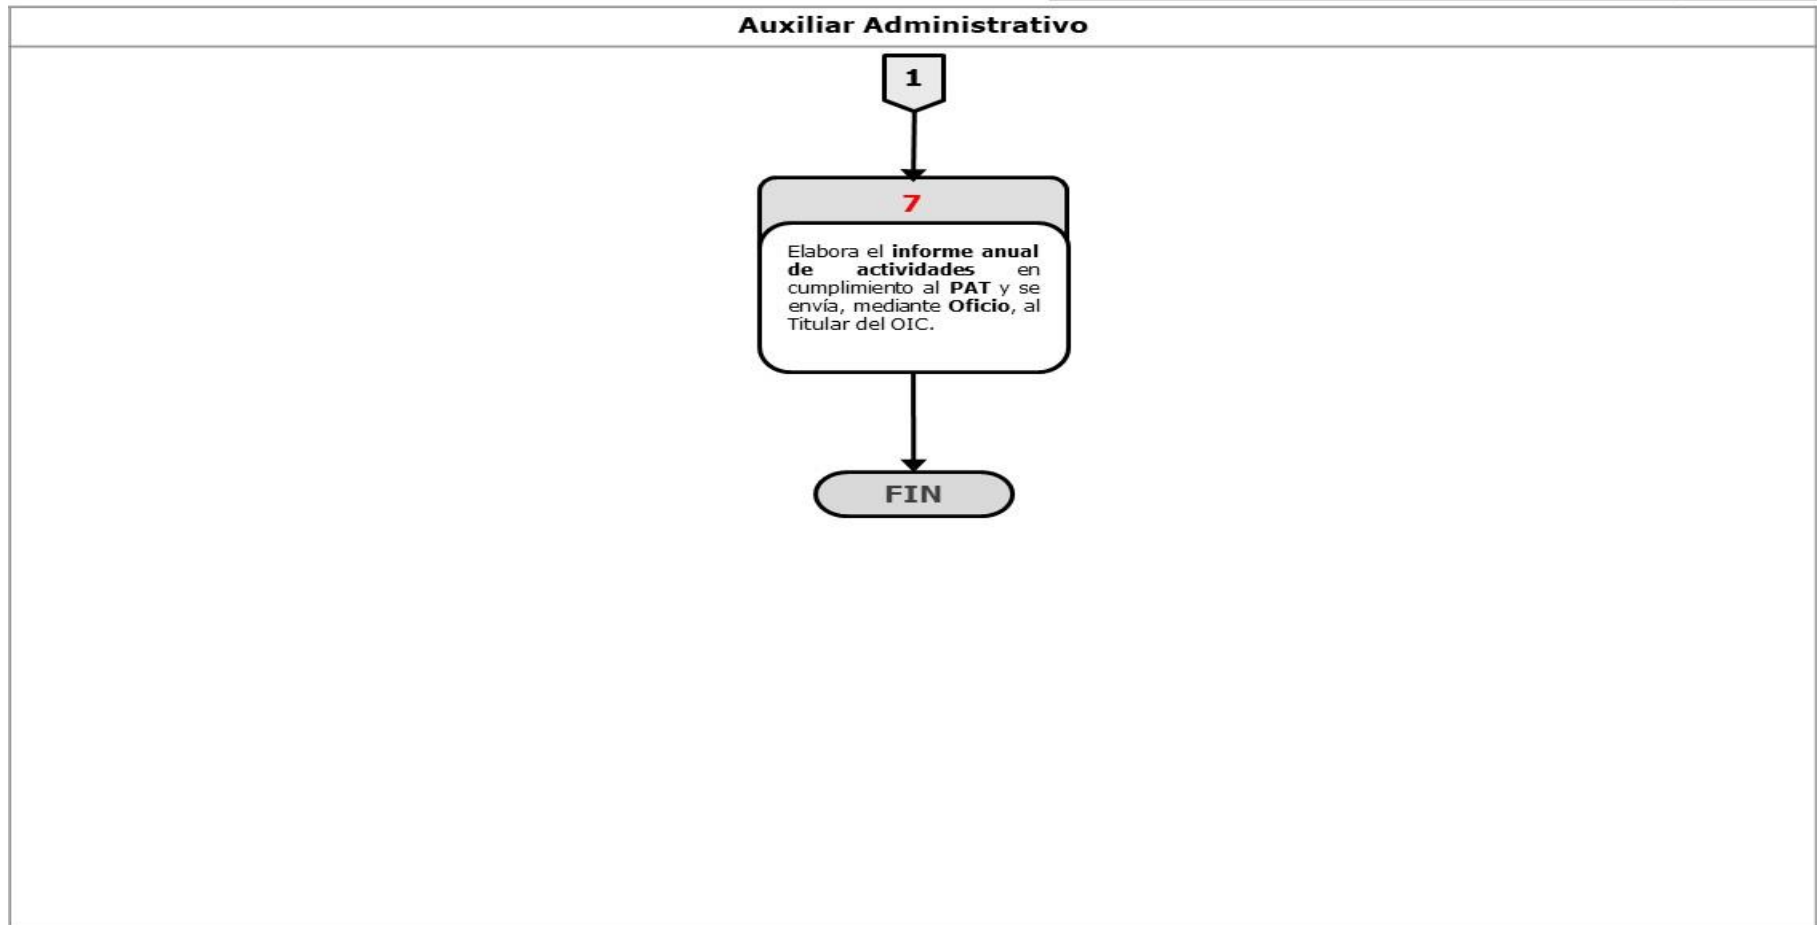 Auxiliar Administrativo
1
7
Elabora el informe anual
de actividades en
cumplimiento al PAT y se
envía, mediante Oficio, al
Titular del OIC.
FIN